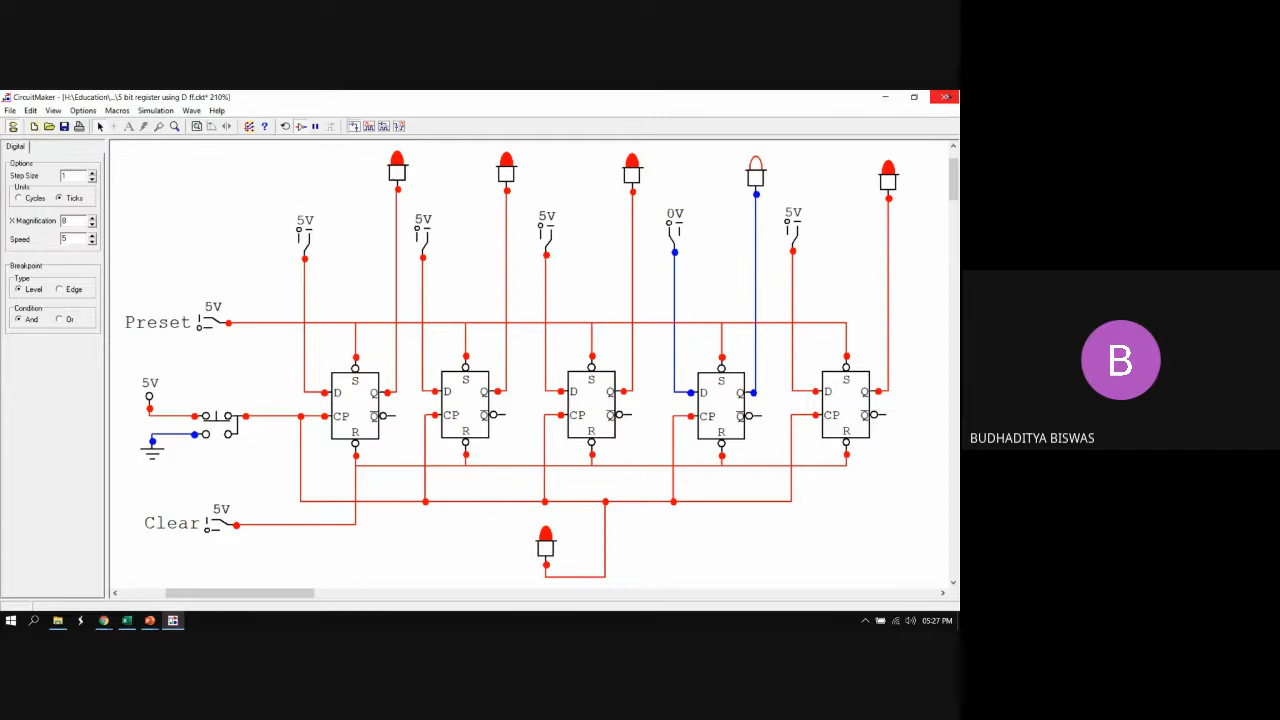 CircuitMaker - [H:\Education\...\5 bit register using D ff.ckt* 210%]
File Edit View Options Macros Simulation Wave Help
Digital
Options
Step Size 1
Units
Cycles Ticks
X Magnification 8
Speed 5
Breakpoint
Type
Level Edge
Condition
And Or
5V 5V 5V 0V 5V
Preset 5V
5V
S S S S S
D Q D Q D Q D Q D Q
CP Q CP Q CP Q CP Q CP Q
R R R R R
Clear 5V
05:27 PM
B
BUDHADITYA BISWAS